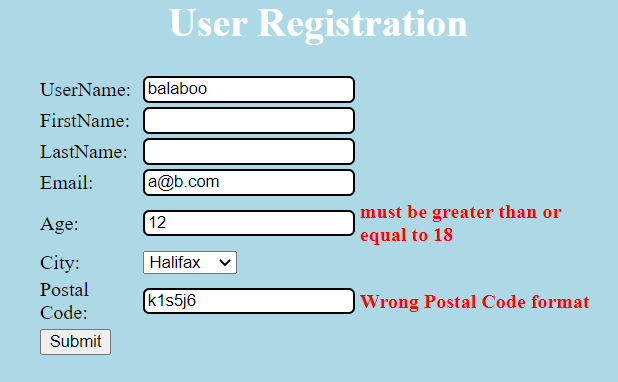 User Registration
UserName: balaboo
FirstName:
LastName:
Email: a@b.com
Age: 12 must be greater than or
equal to 18
City: Halifax
Postal
Code: k1s5j6 Wrong Postal Code format
Submit